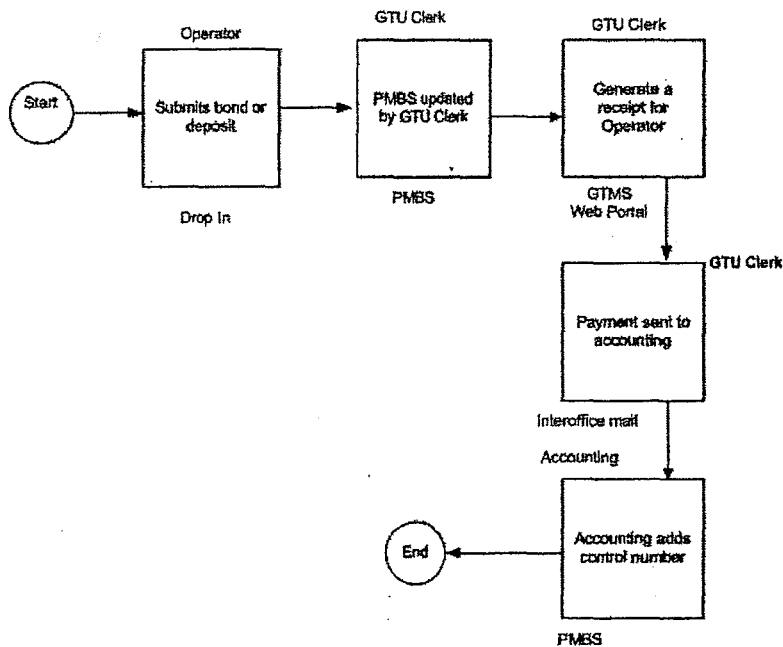 Operator
GTU Clerk
GTU Clerk
Start
Submits bond or
deposit
PMBS updated
by GTU Clerk
Generate a
receipt for
Operator
Drop In
PMBS
GTMS
Web Portal
GTU Clerk
Payment sent to
accounting
Interoffice mail
Accounting
End
Accounting adds
control number
PMBS